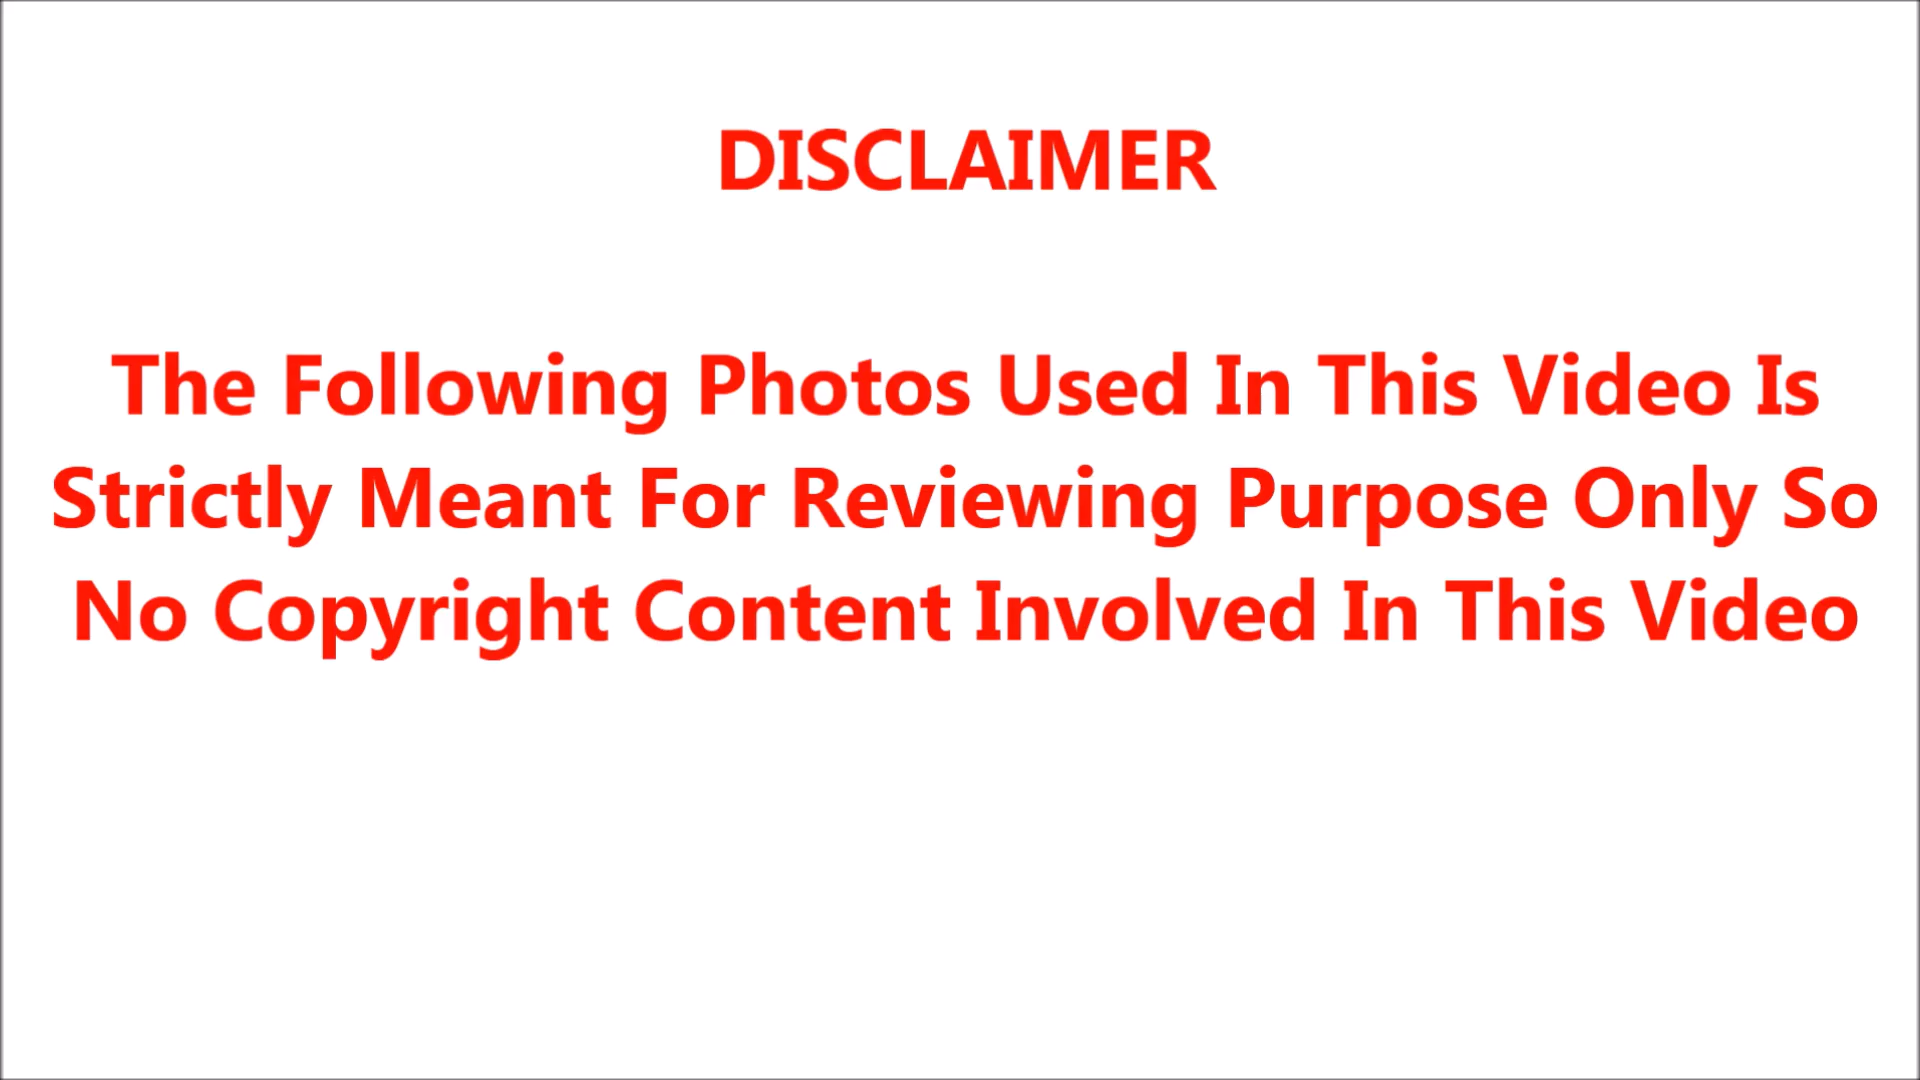 DISCLAIMER
The Following Photos Used In This Video Is
Strictly Meant For Reviewing Purpose Only So
No Copyright Content Involved In This Video